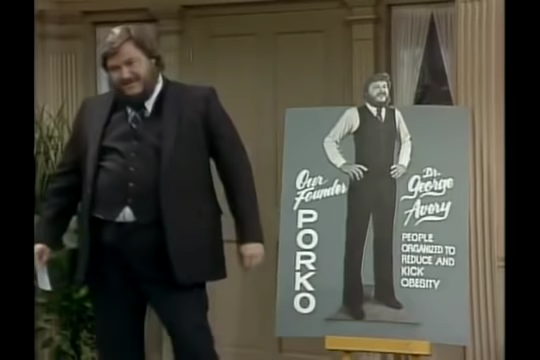 Our
Founder
PORKO
Dr.
George
Avery
PEOPLE
ORGANIZED TO
REDUCE AND
KICK
OBESITY